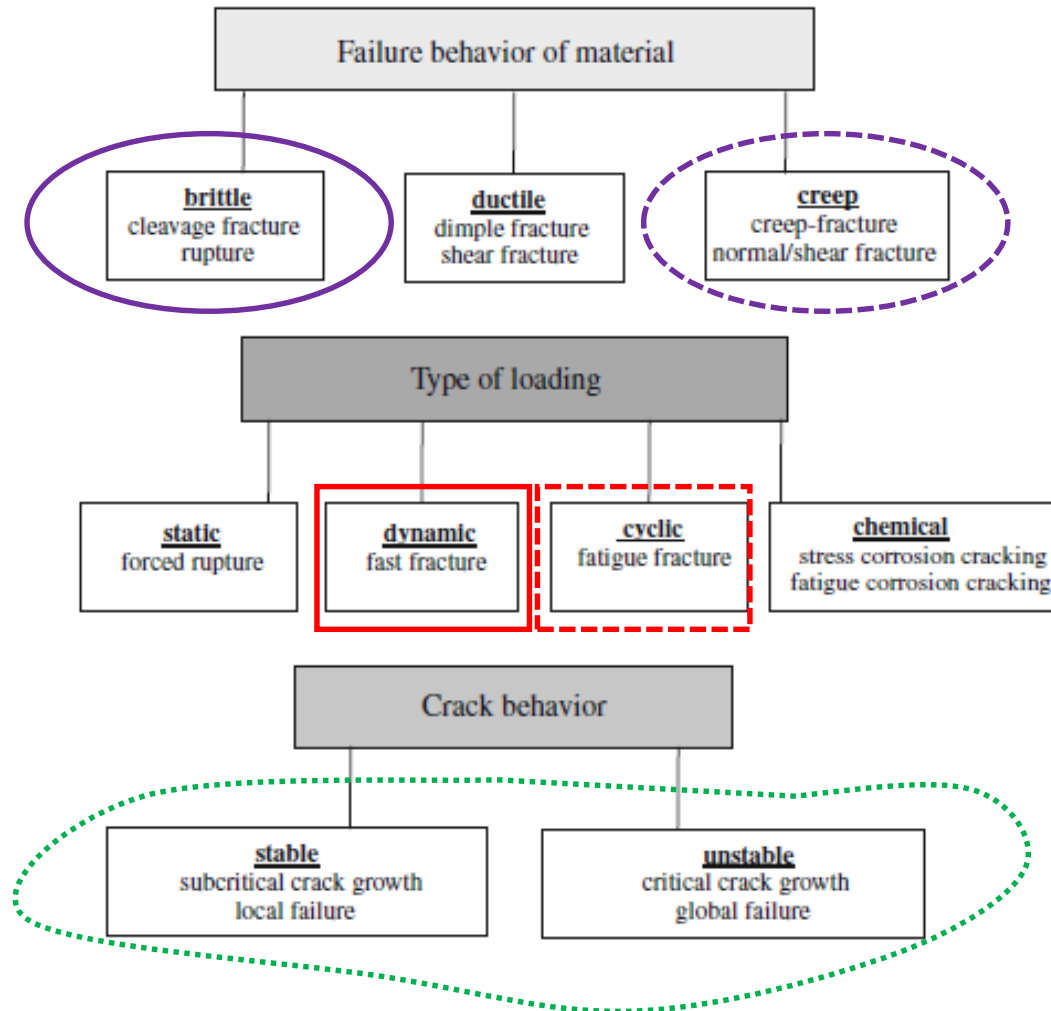 Failure behavior of material
brittle
cleavage fracture
rupture
ductile
dimple fracture
shear fracture
creep
creep-fracture
normal/shear fracture
Type of loading
static
forced rupture
dynamic
fast fracture
cyclic
fatigue fracture
chemical
stress corrosion cracking
fatigue corrosion cracking
Crack behavior
stable
subcritical crack growth
local failure
unstable
critical crack growth
global failure